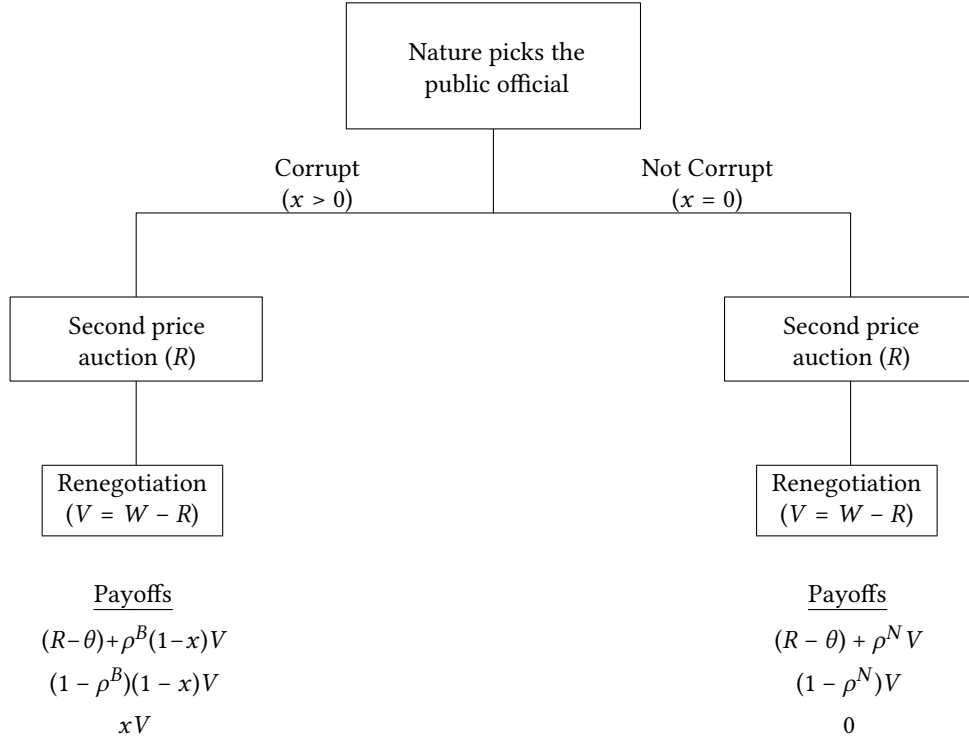 Nature picks the
public official
Corrupt
(x > 0)
Not Corrupt
(x = 0)
Second price
auction (R)
Second price
auction (R)
Renegotiation
(V = W − R)
Renegotiation
(V = W − R)
Payoffs
(R−θ)+ρ^B(1−x)V
(1 − ρ^B)(1 − x)V
xV
Payoffs
(R − θ) + ρ^N V
(1 − ρ^N)V
0